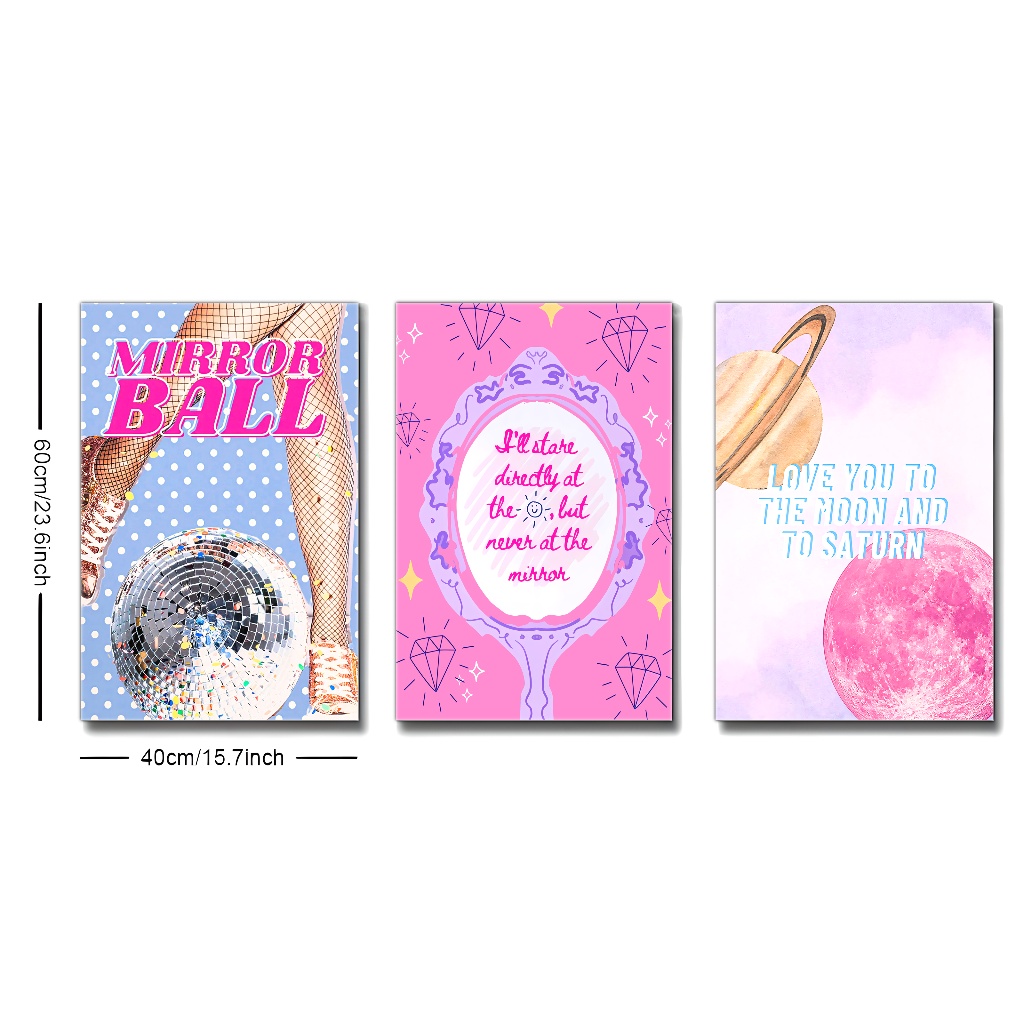 MIRROR
BALL
I'll stare
directly at
the , but
never at the
mirror
LOVE YOU TO
THE MOON AND
TO SATURN
60cm/23.6inch
40cm/15.7inch